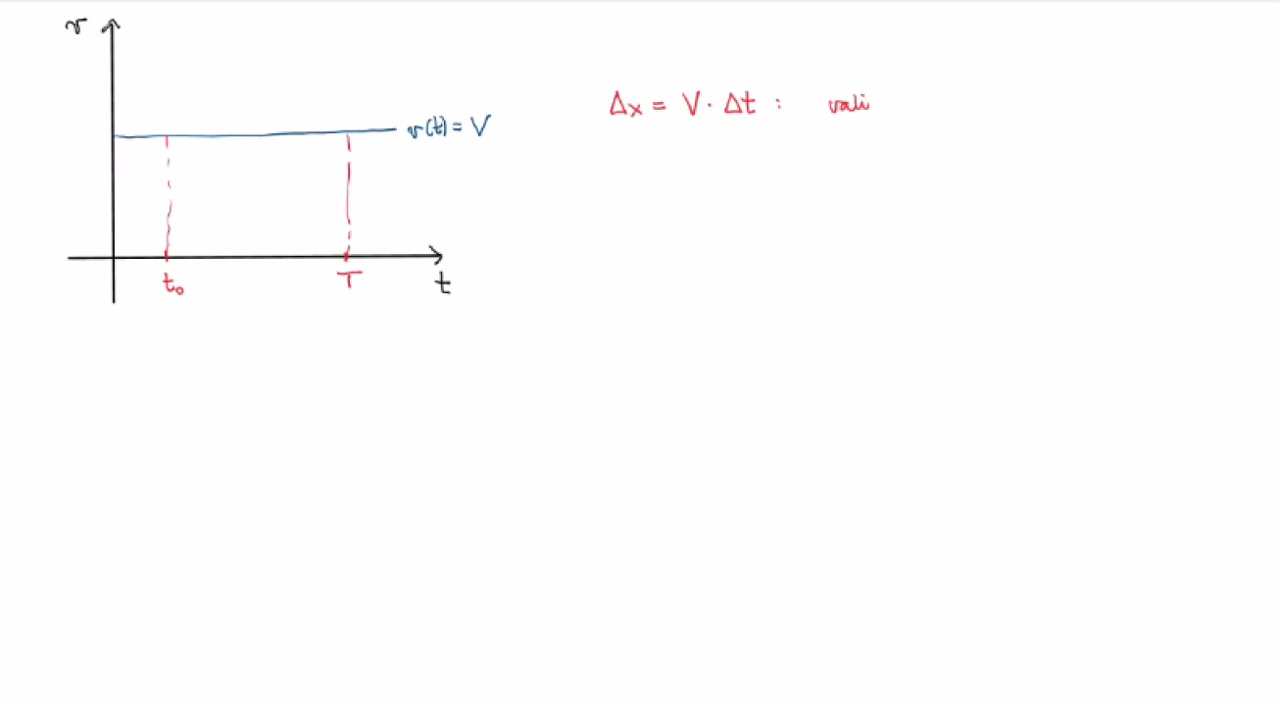 v
Δx = V · Δt : vali
v(t) = V
t₀
T
t